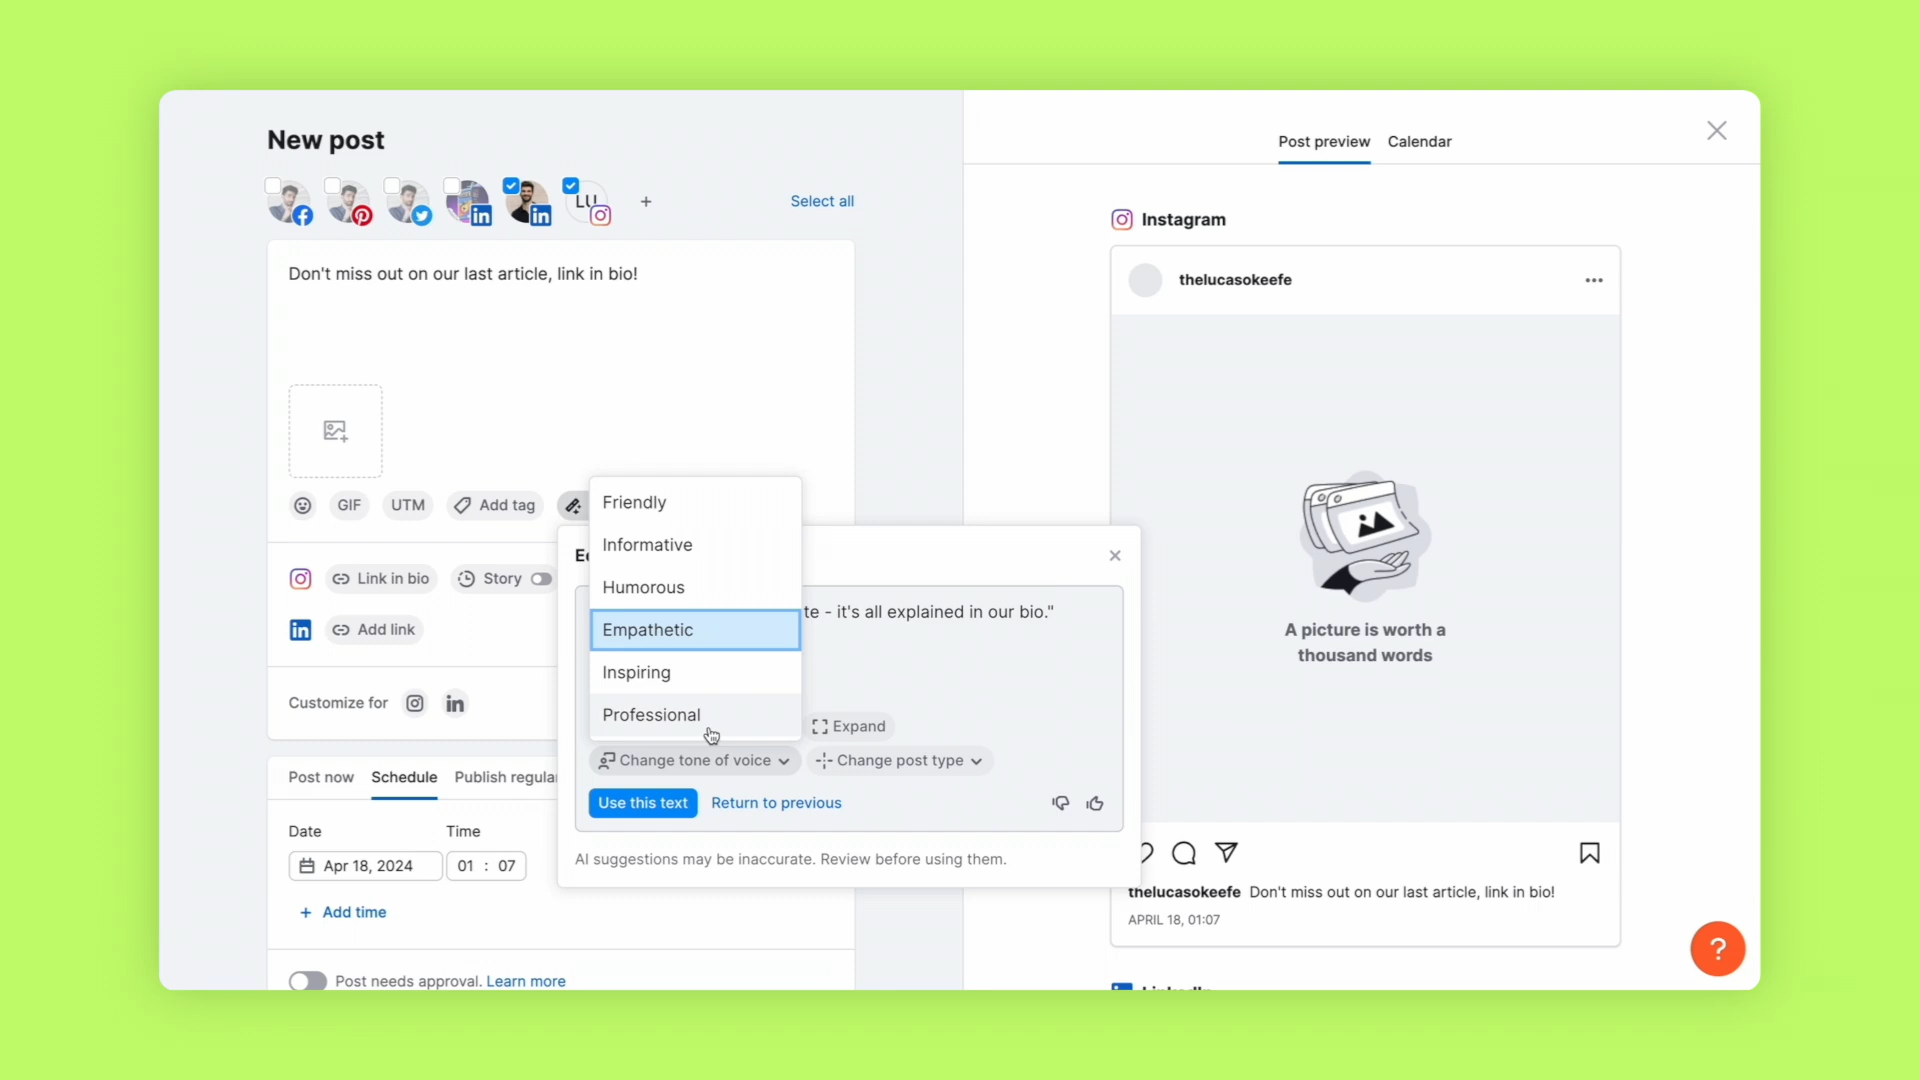 New post
Select all
Don't miss out on our last article, link in bio!
GIF
UTM
Add tag
Link in bio
Story
Add link
Customize for
Post now
Schedule
Date
Time
Apr 18, 2024
01 : 07
+ Add time
Post needs approval. Learn more
Friendly
Informative
Humorous
Empathetic
Inspiring
Professional
- it's all explained in our bio."
Expand
Change tone of voice
Change post type
Use this text
Return to previous
AI suggestions may be inaccurate. Review before using them.
Post preview
Calendar
Instagram
thelucasokeefe
A picture is worth a
thousand words
thelucasokeefe Don't miss out on our last article, link in bio!
APRIL 18, 01:07
?